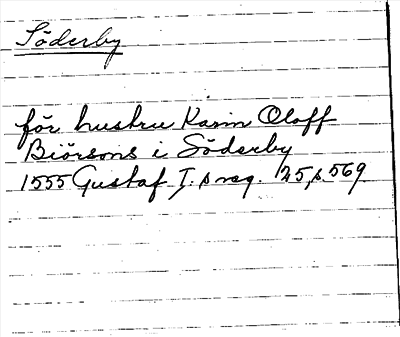 Söderby
för hustru Karin Oloff
Biörsons i Söderby
1555 Gustaf I:s reg. 25, s. 569